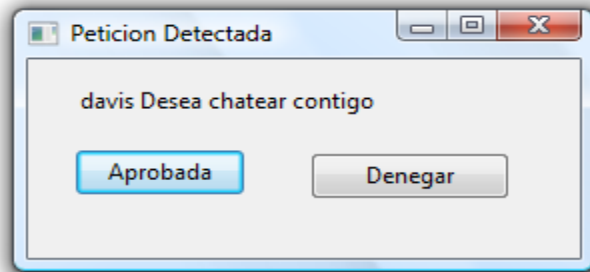 Peticion Detectada
davis Desea chatear contigo
Aprobada
Denegar